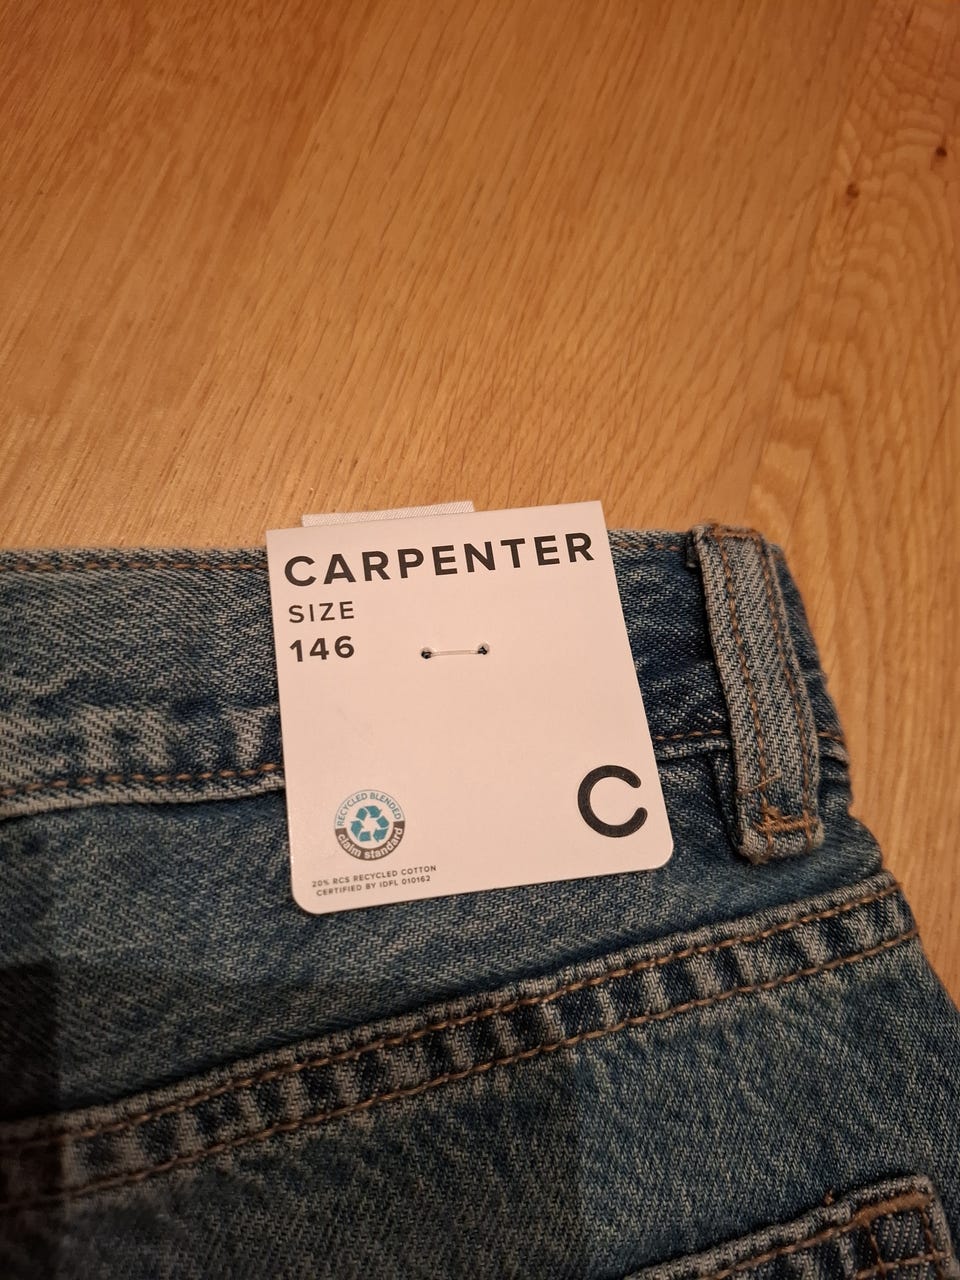 CARPENTER
SIZE
146
C
RECYCLED BLENDED
claim standard
20% RCS RECYCLED COTTON
CERTIFIED BY IDFL 010162